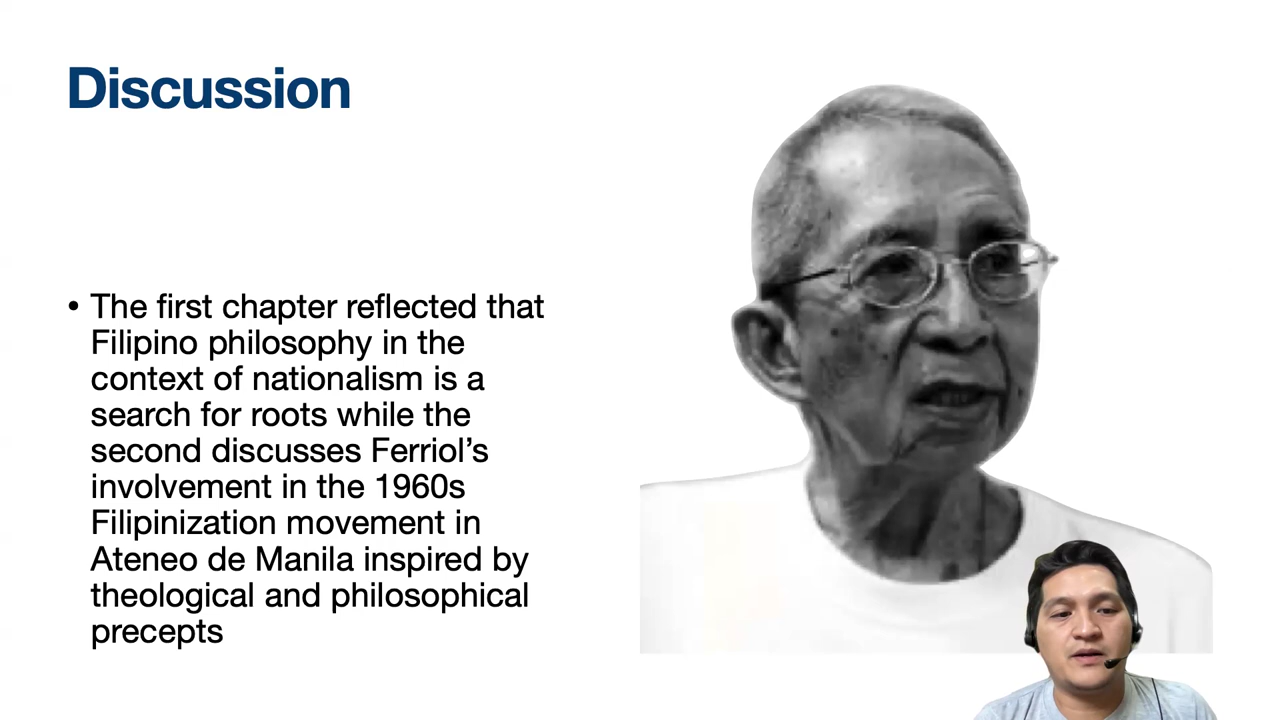 Discussion
• The first chapter reflected that
Filipino philosophy in the
context of nationalism is a
search for roots while the
second discusses Ferriol’s
involvement in the 1960s
Filipinization movement in
Ateneo de Manila inspired by
theological and philosophical
precepts